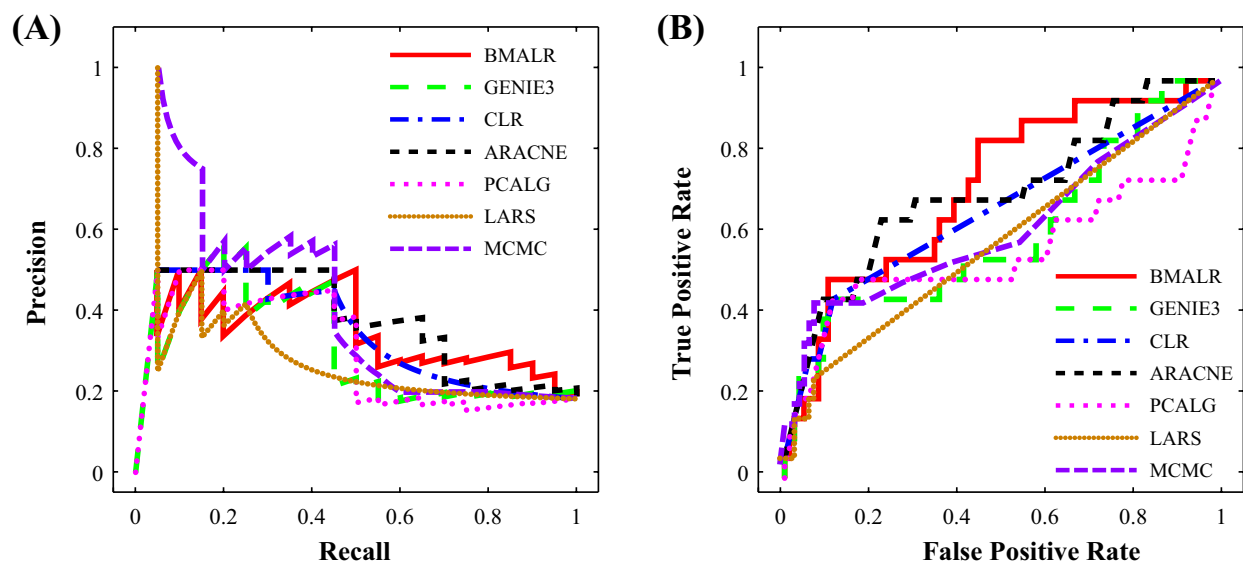 (A)
BMALR
GENIE3
CLR
ARACNE
PCALG
LARS
MCMC
1
0.8
0.6
0.4
0.2
0
Precision
0 0.2 0.4 0.6 0.8 1
Recall
(B)
1
0.8
0.6
0.4
0.2
0
True Positive Rate
BMALR
GENIE3
CLR
ARACNE
PCALG
LARS
MCMC
0 0.2 0.4 0.6 0.8 1
False Positive Rate